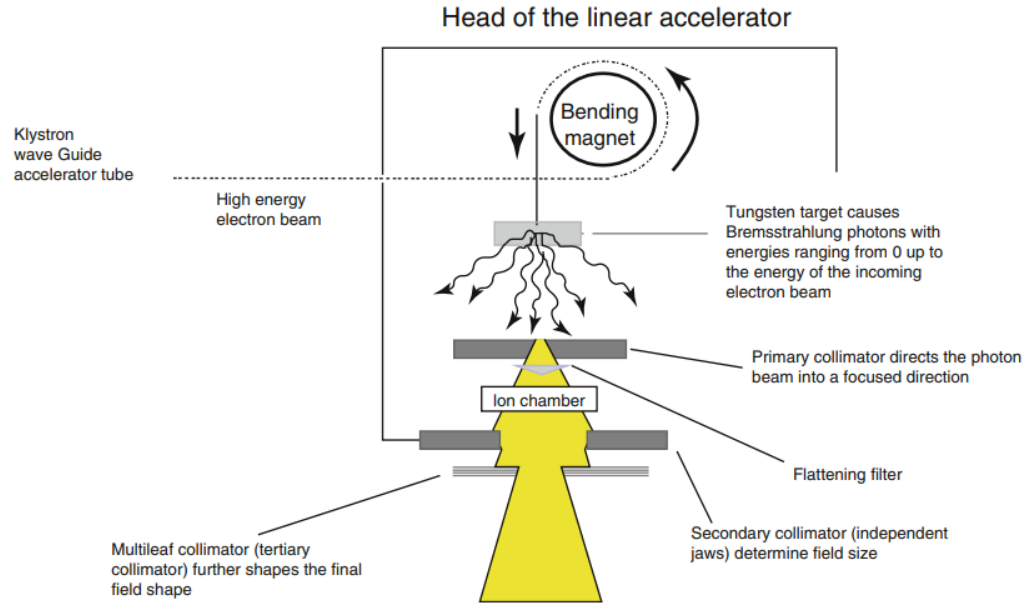 Head of the linear accelerator
Bending
magnet
Klystron
wave Guide
accelerator tube
High energy
electron beam
Tungsten target causes
Bremsstrahlung photons with
energies ranging from 0 up to
the energy of the incoming
electron beam
Primary collimator directs the photon
beam into a focused direction
Ion chamber
Flattening filter
Secondary collimator (independent
jaws) determine field size
Multileaf collimator (tertiary
collimator) further shapes the final
field shape